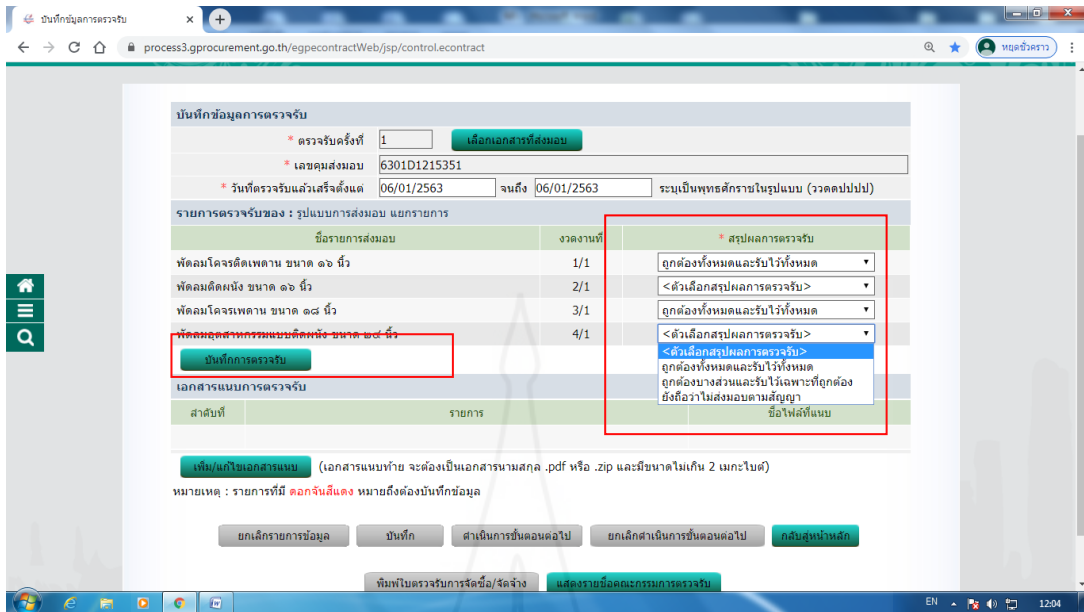 บันทึกข้อมูลการตรวจรับ
process3.gprocurement.go.th/egpecontractWeb/jsp/control.econtract
หยุดชั่วคราว
บันทึกข้อมูลการตรวจรับ
* ตรวจรับครั้งที่ 1 เลือกเอกสารที่ส่งมอบ
* เลขคุมส่งมอบ 6301D1215351
* วันที่ตรวจรับแล้วเสร็จตั้งแต่ 06/01/2563 จนถึง 06/01/2563 ระบุเป็นพุทธศักราชในรูปแบบ (ววดดปปปป)
รายการตรวจรับของ : รูปแบบการส่งมอบ แยกรายการ
ชื่อรายการส่งมอบ งวดงานที่ * สรุปผลการตรวจรับ
พัดลมโคจรติดเพดาน ขนาด ๑๖ นิ้ว 1/1 ถูกต้องทั้งหมดและรับไว้ทั้งหมด
พัดลมติดผนัง ขนาด ๑๖ นิ้ว 2/1 <ตัวเลือกสรุปผลการตรวจรับ>
พัดลมโคจรเพดาน ขนาด ๑๘ นิ้ว 3/1 ถูกต้องทั้งหมดและรับไว้ทั้งหมด
พัดลมอุตสาหกรรมแบบติดผนัง ขนาด ๒๘ นิ้ว 4/1 <ตัวเลือกสรุปผลการตรวจรับ>
<ตัวเลือกสรุปผลการตรวจรับ>
ถูกต้องทั้งหมดและรับไว้ทั้งหมด
ถูกต้องบางส่วนและรับไว้เฉพาะที่ถูกต้อง
ยังถือว่าไม่ส่งมอบตามสัญญา
บันทึกการตรวจรับ
เอกสารแนบการตรวจรับ
ลำดับที่ รายการ ชื่อไฟล์ที่แนบ
เพิ่ม/แก้ไขเอกสารแนบ (เอกสารแนบท้าย จะต้องเป็นเอกสารนามสกุล .pdf หรือ .zip และมีขนาดไม่เกิน 2 เมกะไบต์)
หมายเหตุ : รายการที่มี ดอกจันสีแดง หมายถึงต้องบันทึกข้อมูล
ยกเลิกรายการข้อมูล บันทึก ดำเนินการขั้นตอนต่อไป ยกเลิกดำเนินการขั้นตอนต่อไป กลับสู่หน้าหลัก
พิมพ์ใบตรวจรับการจัดซื้อ/จัดจ้าง แสดงรายชื่อคณะกรรมการตรวจรับ
EN 12:04